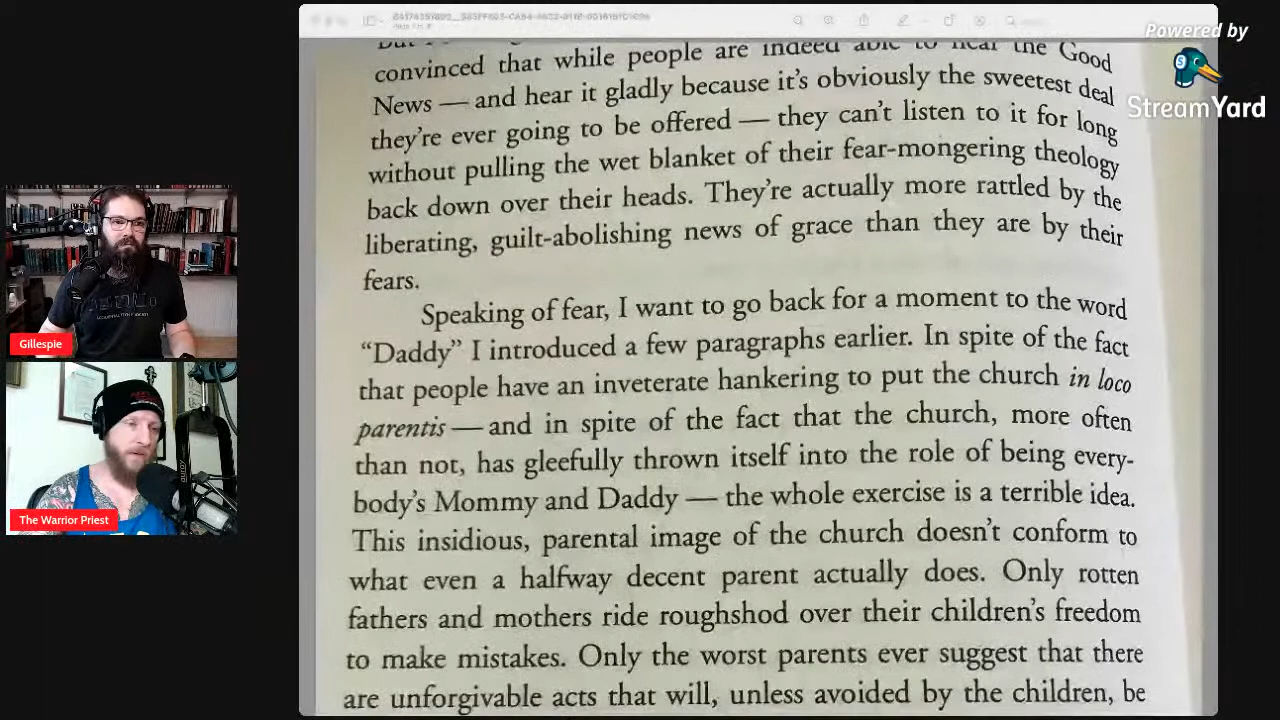 convinced that while people are indeed able to hear the Good
News — and hear it gladly because it's obviously the sweetest deal
they're ever going to be offered — they can't listen to it for long
without pulling the wet blanket of their fear-mongering theology
back down over their heads. They're actually more rattled by the
liberating, guilt-abolishing news of grace than they are by their
fears.
Speaking of fear, I want to go back for a moment to the word
“Daddy” I introduced a few paragraphs earlier. In spite of the fact
that people have an inveterate hankering to put the church in loco
parentis — and in spite of the fact that the church, more often
than not, has gleefully thrown itself into the role of being every-
body's Mommy and Daddy — the whole exercise is a terrible idea.
This insidious, parental image of the church doesn't conform to
what even a halfway decent parent actually does. Only rotten
fathers and mothers ride roughshod over their children's freedom
to make mistakes. Only the worst parents ever suggest that there
are unforgivable acts that will, unless avoided by the children, be
Gillespie
The Warrior Priest
Powered by
StreamYard